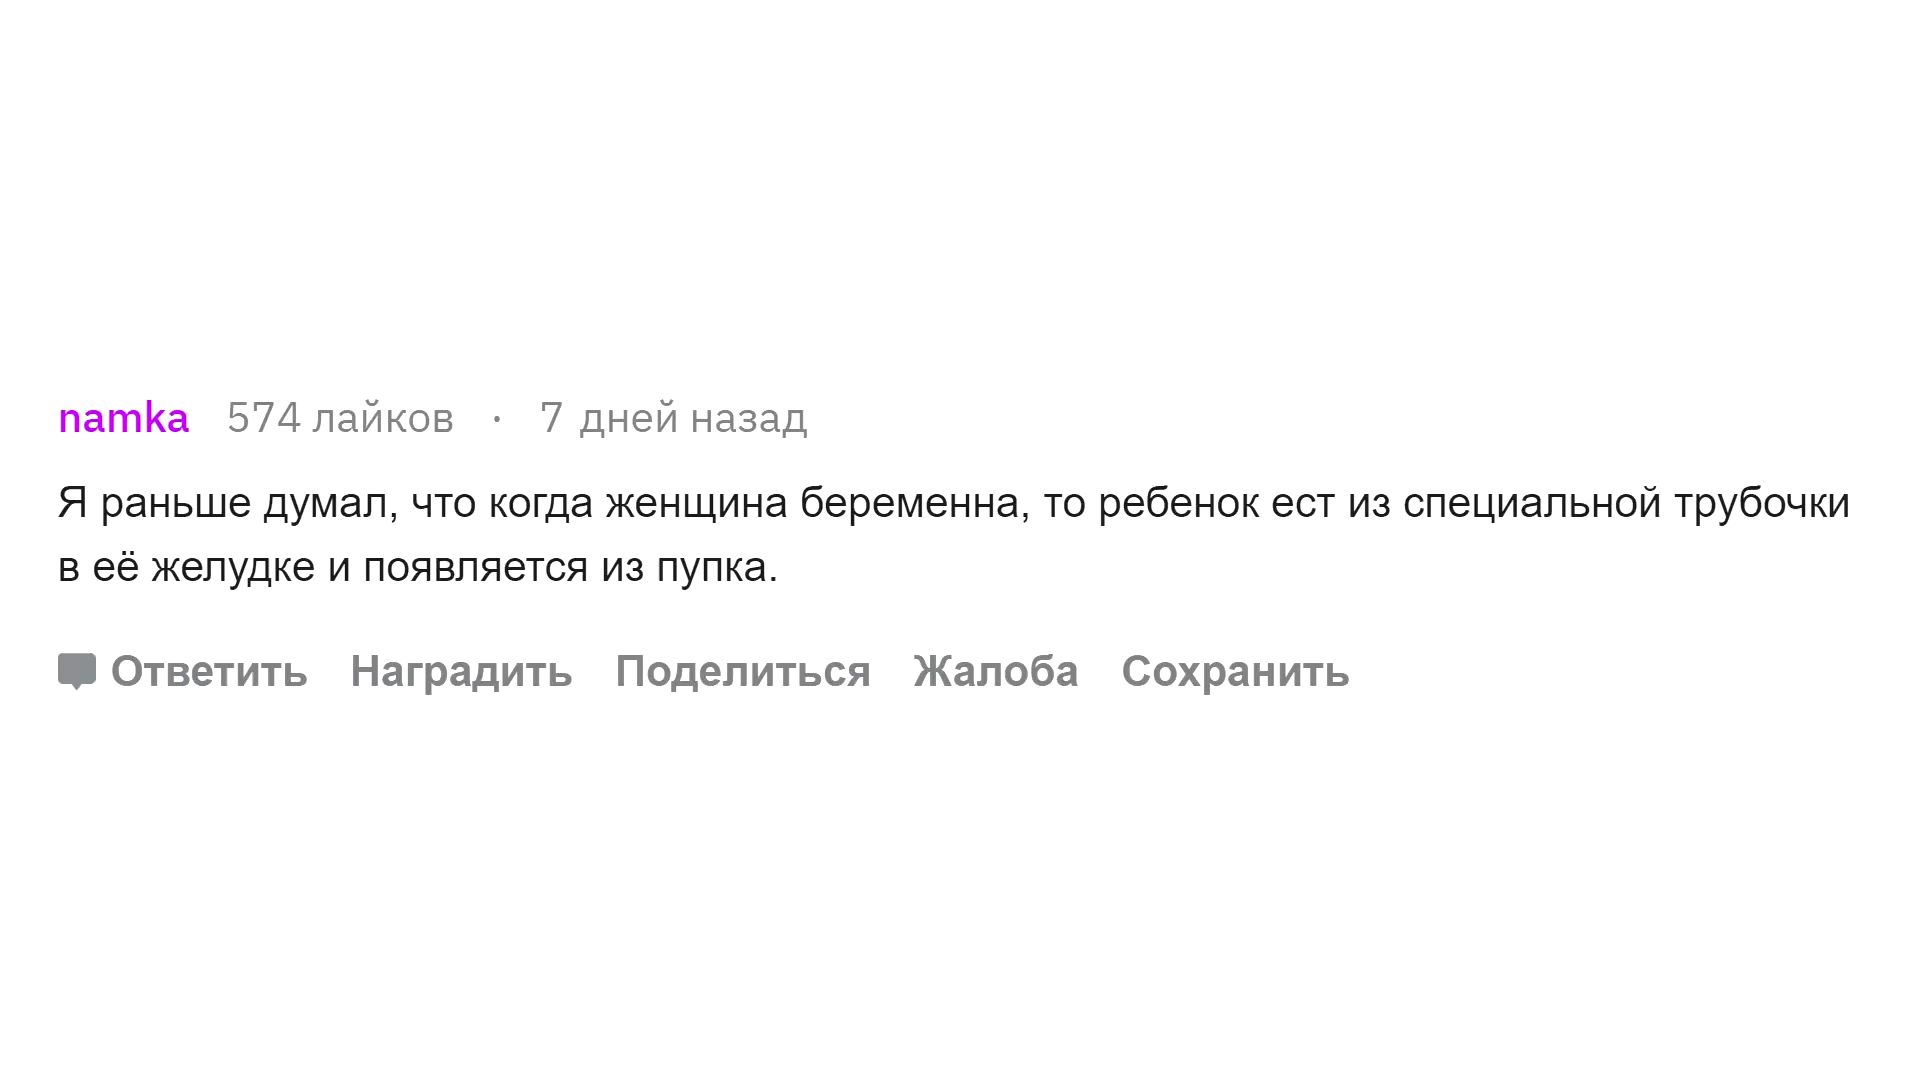 namka 574 лайков · 7 дней назад
Я раньше думал, что когда женщина беременна, то ребенок ест из специальной трубочки
в её желудке и появляется из пупка.
Ответить Наградить Поделиться Жалоба Сохранить